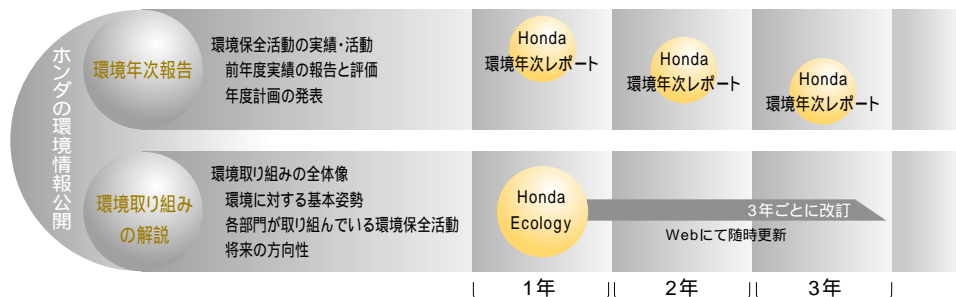 ホンダの環境情報公開
環境年次報告
環境保全活動の実績・活動
前年度実績の報告と評価
年度計画の発表
Honda
環境年次レポート
Honda
環境年次レポート
Honda
環境年次レポート
環境取り組み
の解説
環境取り組みの全体像
環境に対する基本姿勢
各部門が取り組んでいる環境保全活動
将来の方向性
Honda
Ecology
3年ごとに改訂
Webにて随時更新
1年
2年
3年